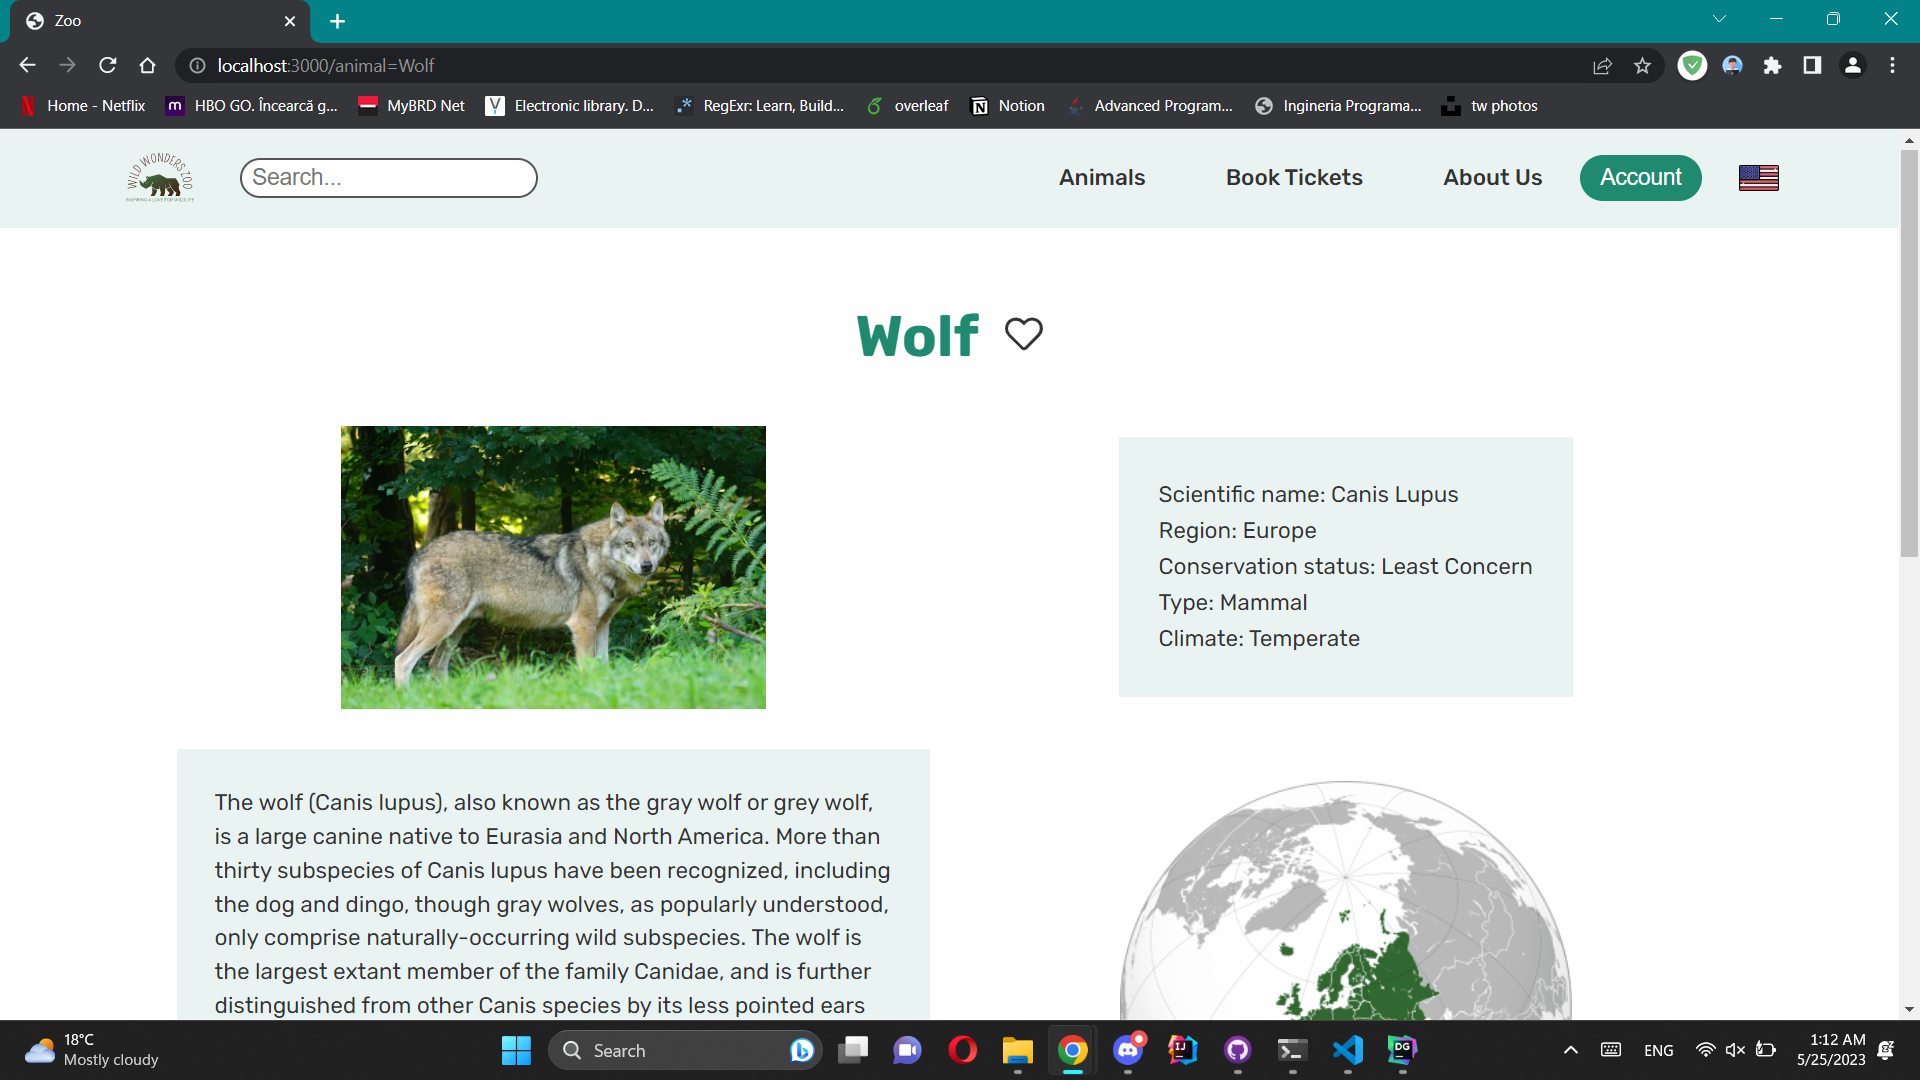 Zoo
localhost:3000/animal=Wolf
Home - Netflix
HBO GO. Încearcă g...
MyBRD Net
Electronic library. D...
RegExr: Learn, Build...
overleaf
Notion
Advanced Program...
Ingineria Programa...
tw photos
WILD WONDERS ZOO
INSPIRING A LOVE FOR WILDLIFE
Search...
Animals
Book Tickets
About Us
Account
Wolf
Scientific name: Canis Lupus
Region: Europe
Conservation status: Least Concern
Type: Mammal
Climate: Temperate
The wolf (Canis lupus), also known as the gray wolf or grey wolf,
is a large canine native to Eurasia and North America. More than
thirty subspecies of Canis lupus have been recognized, including
the dog and dingo, though gray wolves, as popularly understood,
only comprise naturally-occurring wild subspecies. The wolf is
the largest extant member of the family Canidae, and is further
distinguished from other Canis species by its less pointed ears
18°C
Mostly cloudy
Search
ENG
1:12 AM
5/25/2023